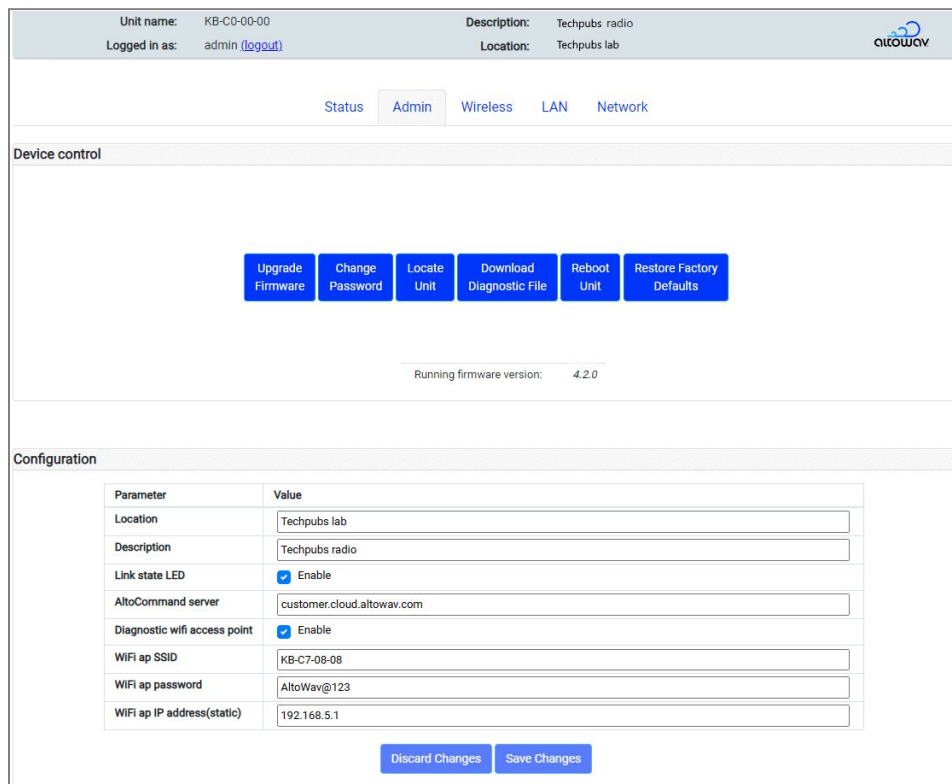 Unit name: KB-C0-00-00 Description: Techpubs radio
Logged in as: admin (logout) Location: Techpubs lab
altowav
Status Admin Wireless LAN Network
Device control
Upgrade Firmware
Change Password
Locate Unit
Download Diagnostic File
Reboot Unit
Restore Factory Defaults
Running firmware version: 4.2.0
Configuration
Parameter Value
Location Techpubs lab
Description Techpubs radio
Link state LED Enable
AltoCommand server customer.cloud.altowav.com
Diagnostic wifi access point Enable
WiFi ap SSID KB-C7-08-08
WiFi ap password AltoWav@123
WiFi ap IP address(static) 192.168.5.1
Discard Changes Save Changes